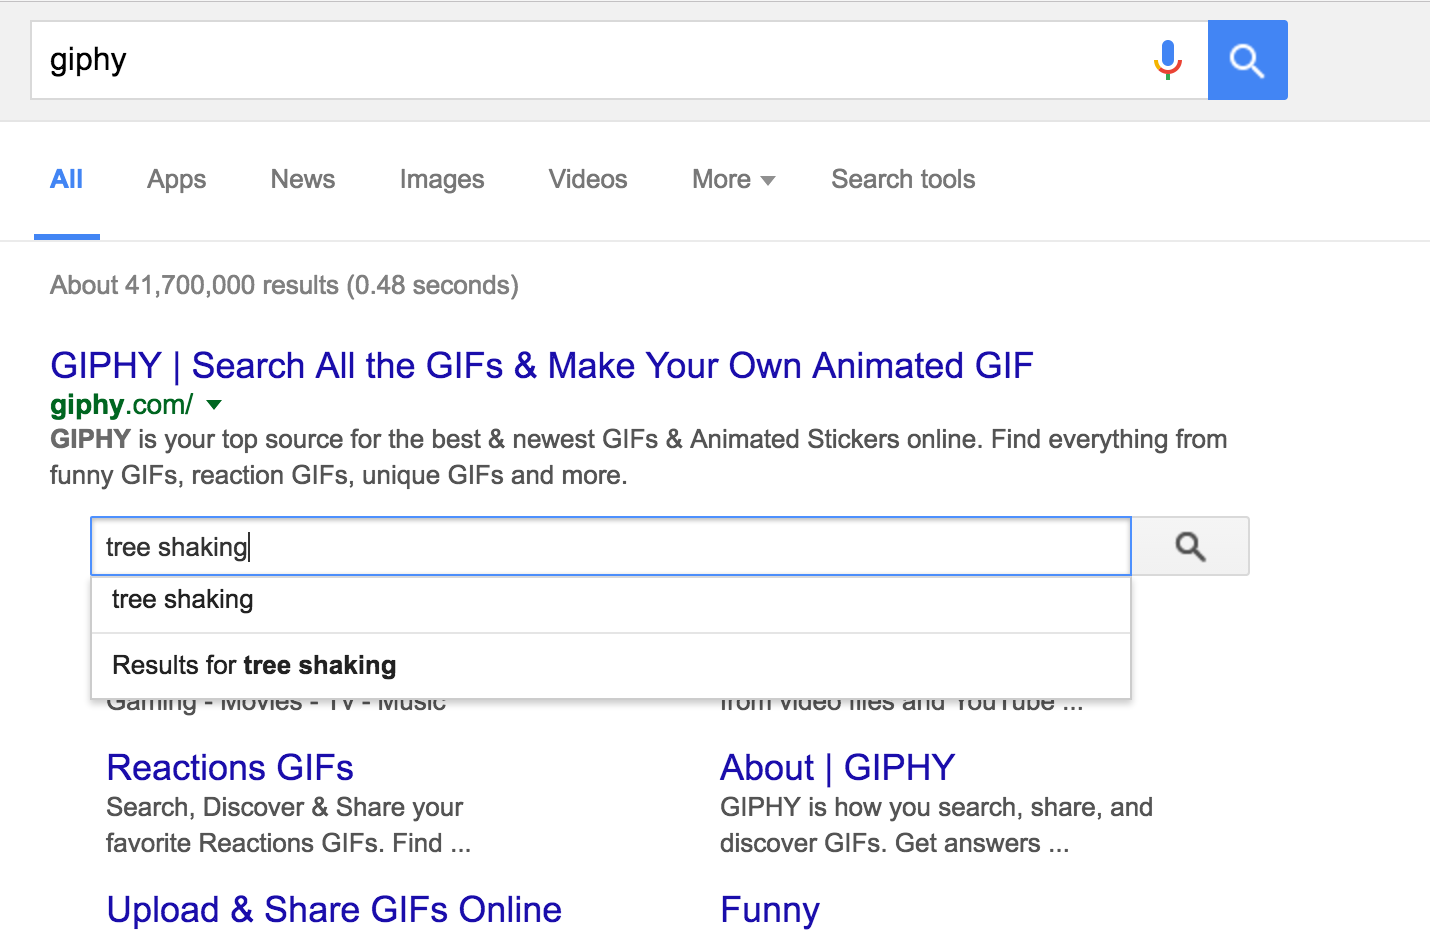 giphy
All Apps News Images Videos More Search tools
About 41,700,000 results (0.48 seconds)
GIPHY | Search All the GIFs & Make Your Own Animated GIF
giphy.com/
GIPHY is your top source for the best & newest GIFs & Animated Stickers online. Find everything from
funny GIFs, reaction GIFs, unique GIFs and more.
tree shaking
tree shaking
Results for tree shaking
Gaming - Movies - TV - Music
from video files and YouTube ...
Reactions GIFs
Search, Discover & Share your
favorite Reactions GIFs. Find ...
About | GIPHY
GIPHY is how you search, share, and
discover GIFs. Get answers ...
Upload & Share GIFs Online
Funny